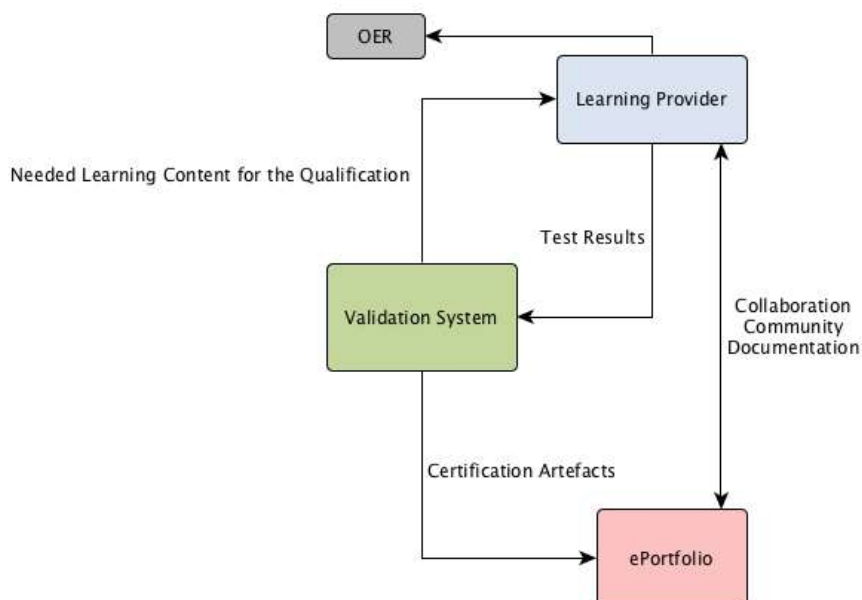 OER
Learning Provider
Needed Learning Content for the Qualification
Test Results
Validation System
Collaboration
Community
Documentation
Certification Artefacts
ePortfolio